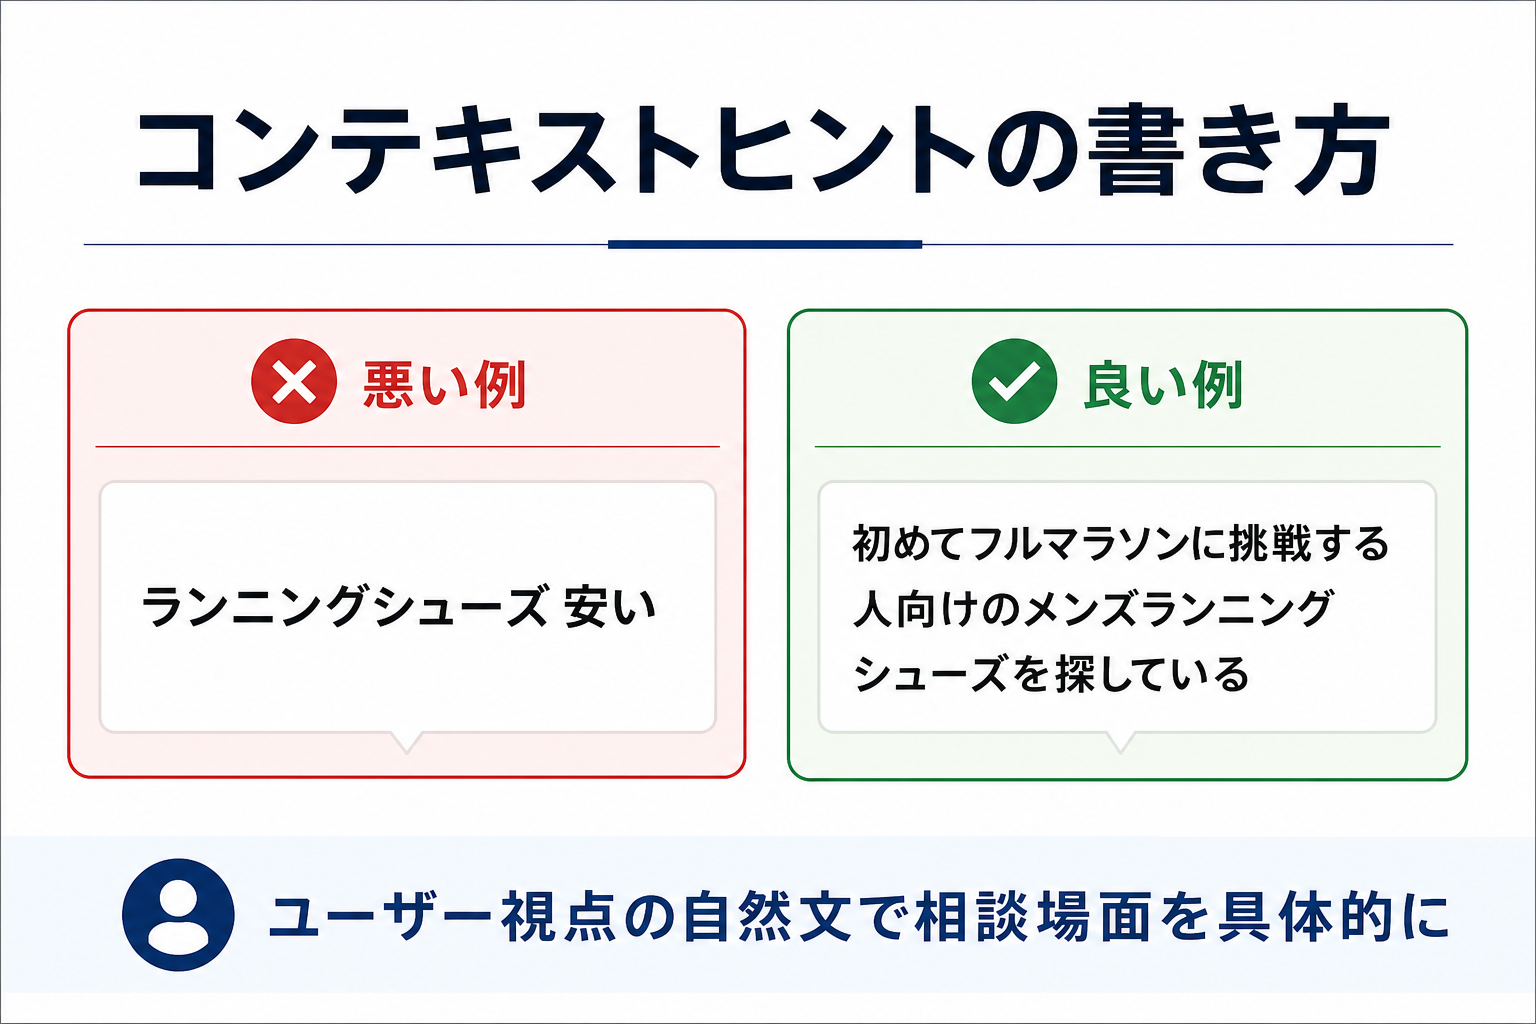 コンテキストヒントの書き方
悪い例
ランニングシューズ 安い
良い例
初めてフルマラソンに挑戦する
人向けのメンズランニング
シューズを探している
ユーザー視点の自然文で相談場面を具体的に